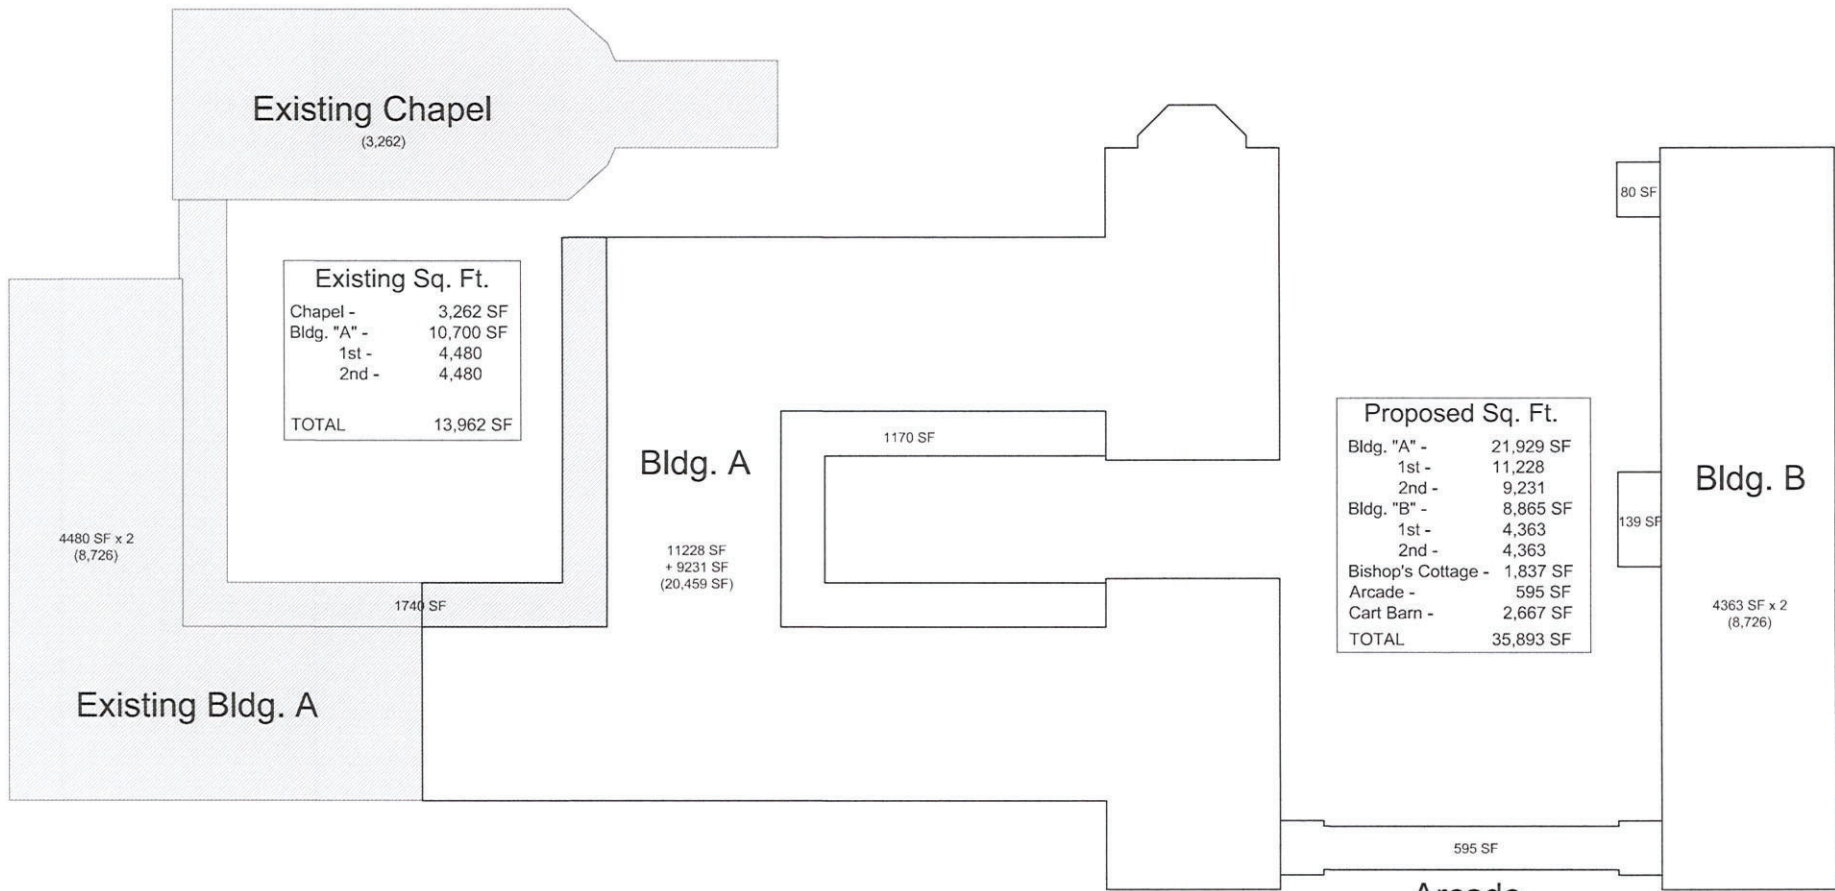 Existing Chapel
(3,262)
80 SF
Existing Sq. Ft.
Chapel - 3,262 SF
Bldg. "A" - 10,700 SF
1st - 4,480
2nd - 4,480
TOTAL 13,962 SF
1170 SF
Bldg. A
11228 SF
+ 9231 SF
(20,459 SF)
Proposed Sq. Ft.
Bldg. "A" - 21,929 SF
1st - 11,228
2nd - 9,231
Bldg. "B" - 8,865 SF
1st - 4,363
2nd - 4,363
Bishop's Cottage - 1,837 SF
Arcade - 595 SF
Cart Barn - 2,667 SF
TOTAL 35,893 SF
Bldg. B
139 SF
4363 SF x 2
(8,726)
4480 SF x 2
(8,726)
1740 SF
Existing Bldg. A
595 SF
Arcade